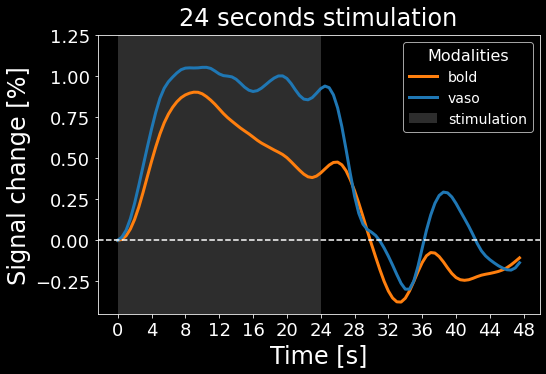 24 seconds stimulation
Signal change [%]
1.25
1.00
0.75
0.50
0.25
0.00
−0.25
Modalities
bold
vaso
stimulation
0 4 8 12 16 20 24 28 32 36 40 44 48
Time [s]